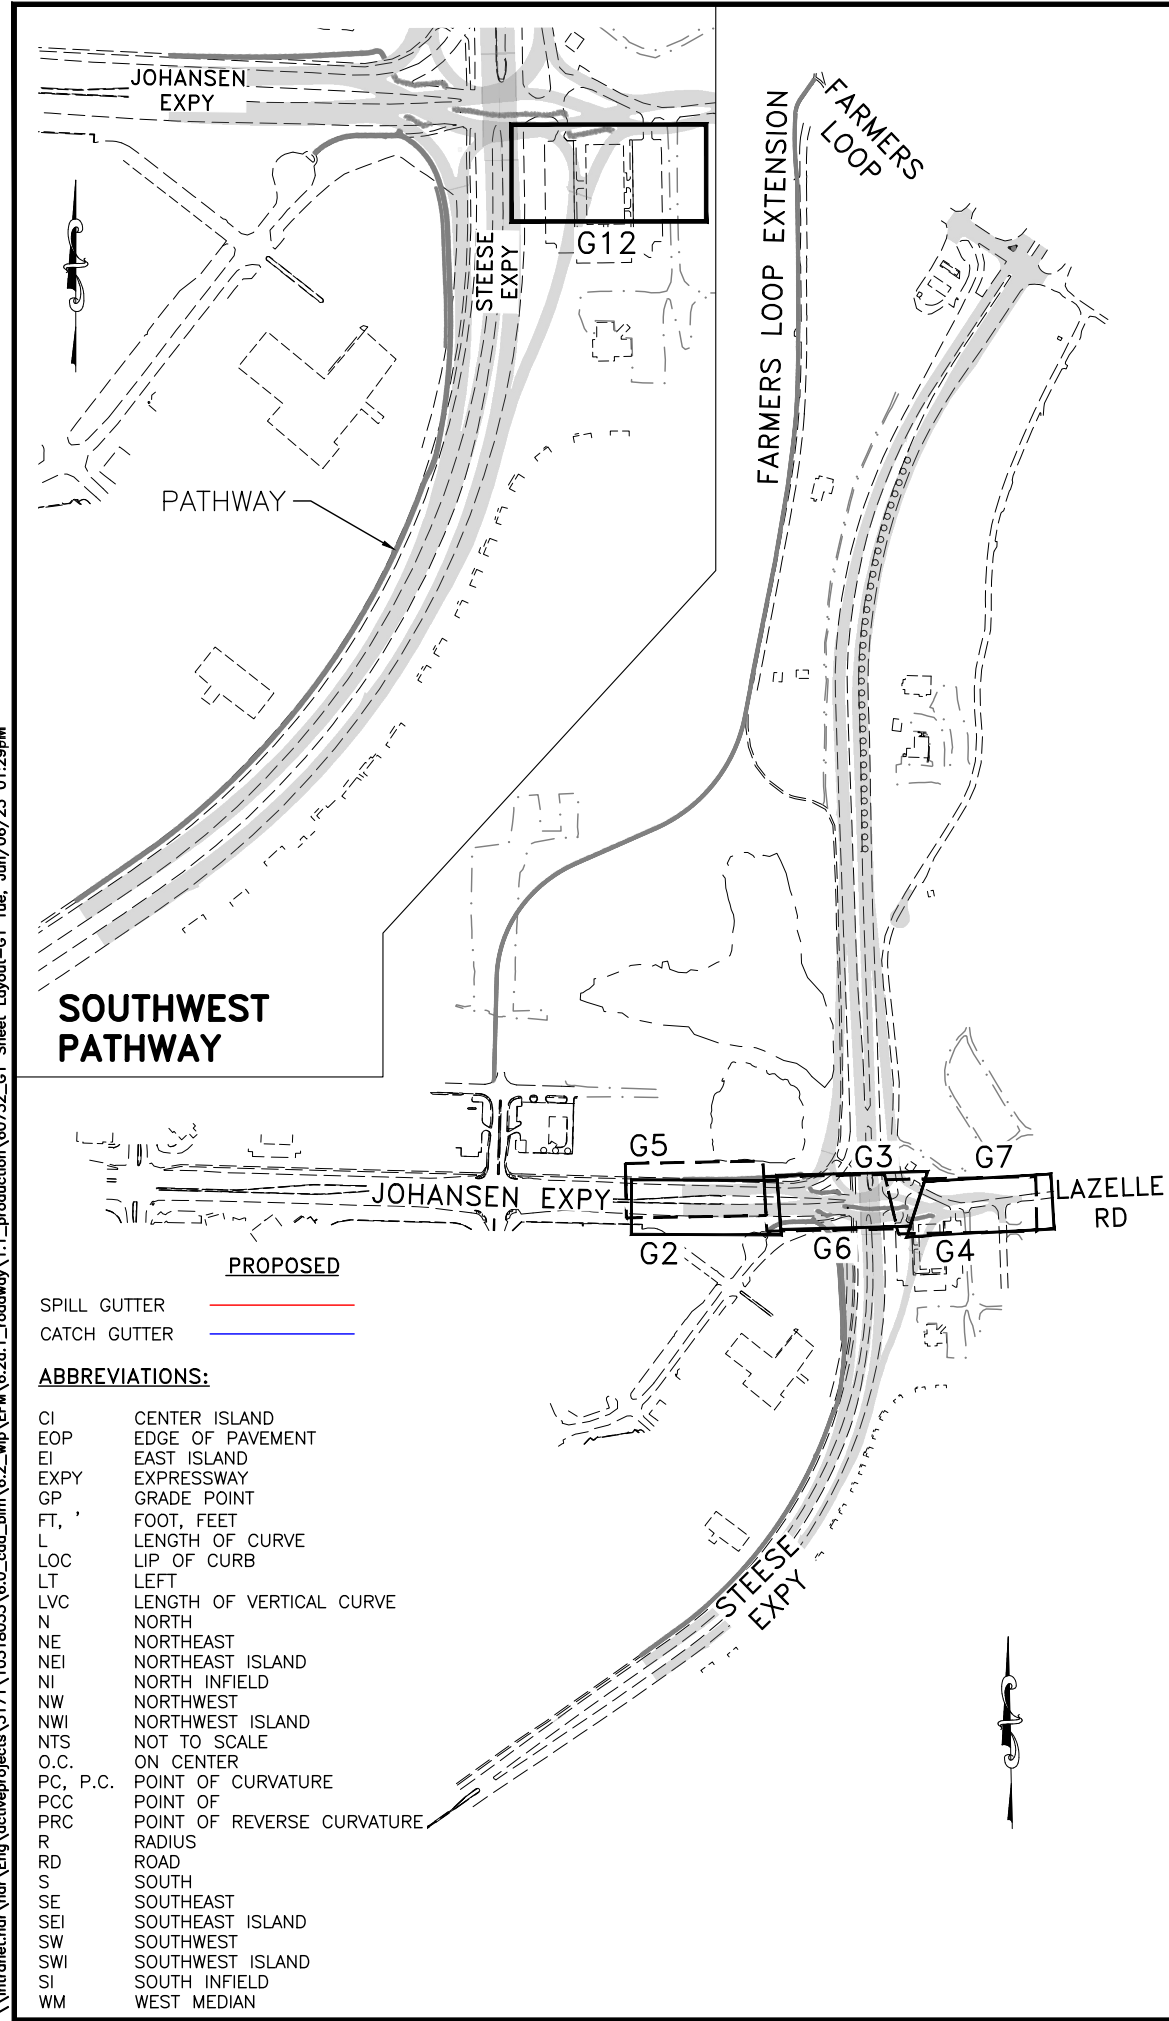 JOHANSEN
EXPY
FARMERS
LOOP
FARMERS LOOP EXTENSION
STEESE
EXPY
G12
PATHWAY
SOUTHWEST
PATHWAY
G5
G3
G7
JOHANSEN EXPY
LAZELLE
RD
G2
G6
G4
PROPOSED
SPILL GUTTER
CATCH GUTTER
STEESE
EXPY
ABBREVIATIONS:
CI CENTER ISLAND
EOP EDGE OF PAVEMENT
EI EAST ISLAND
EXPY EXPRESSWAY
GP GRADE POINT
FT, ' FOOT, FEET
L LENGTH OF CURVE
LOC LIP OF CURB
LT LEFT
LVC LENGTH OF VERTICAL CURVE
N NORTH
NE NORTHEAST
NEI NORTHEAST ISLAND
NI NORTH INFIELD
NW NORTHWEST
NWI NORTHWEST ISLAND
NTS NOT TO SCALE
O.C. ON CENTER
PC, P.C. POINT OF CURVATURE
PCC POINT OF
PRC POINT OF REVERSE CURVATURE
R RADIUS
RD ROAD
S SOUTH
SE SOUTHEAST
SEI SOUTHEAST ISLAND
SW SOUTHWEST
SWI SOUTHWEST ISLAND
SI SOUTH INFIELD
WM WEST MEDIAN